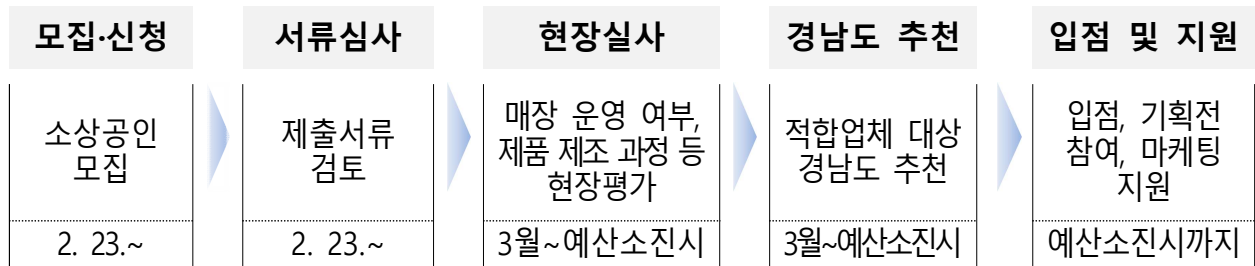 모집·신청
서류심사
현장실사
경남도 추천
입점 및 지원
소상공인
모집
제출서류
검토
매장 운영 여부,
제품 제조 과정 등
현장평가
적합업체 대상
경남도 추천
입점, 기획전
참여, 마케팅
지원
2. 23.~
2. 23.~
3월~예산소진시
3월~예산소진시
예산소진시까지